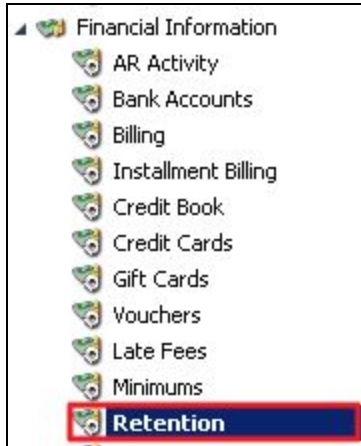 Financial Information
AR Activity
Bank Accounts
Billing
Installment Billing
Credit Book
Credit Cards
Gift Cards
Vouchers
Late Fees
Minimums
Retention